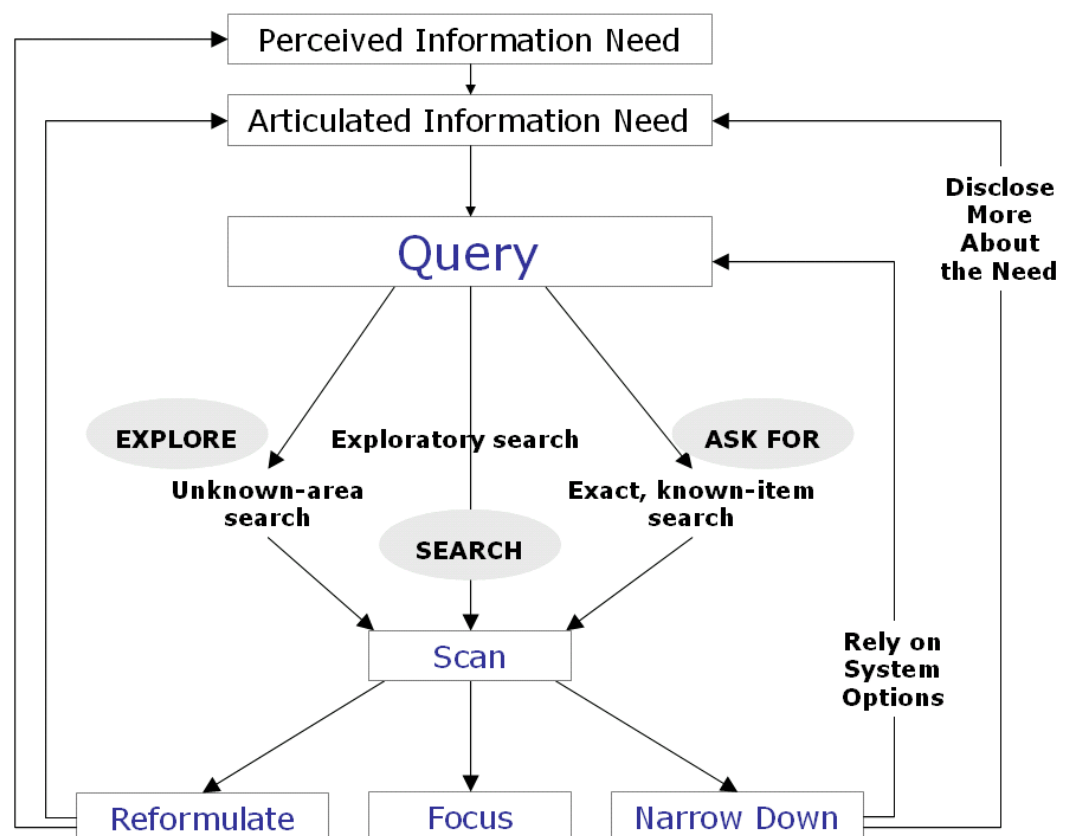 Perceived Information Need
Articulated Information Need
Disclose
More
About
the Need
Query
EXPLORE
Exploratory search
ASK FOR
Unknown-area
search
Exact, known-item
search
SEARCH
Scan
Rely on
System
Options
Reformulate
Focus
Narrow Down